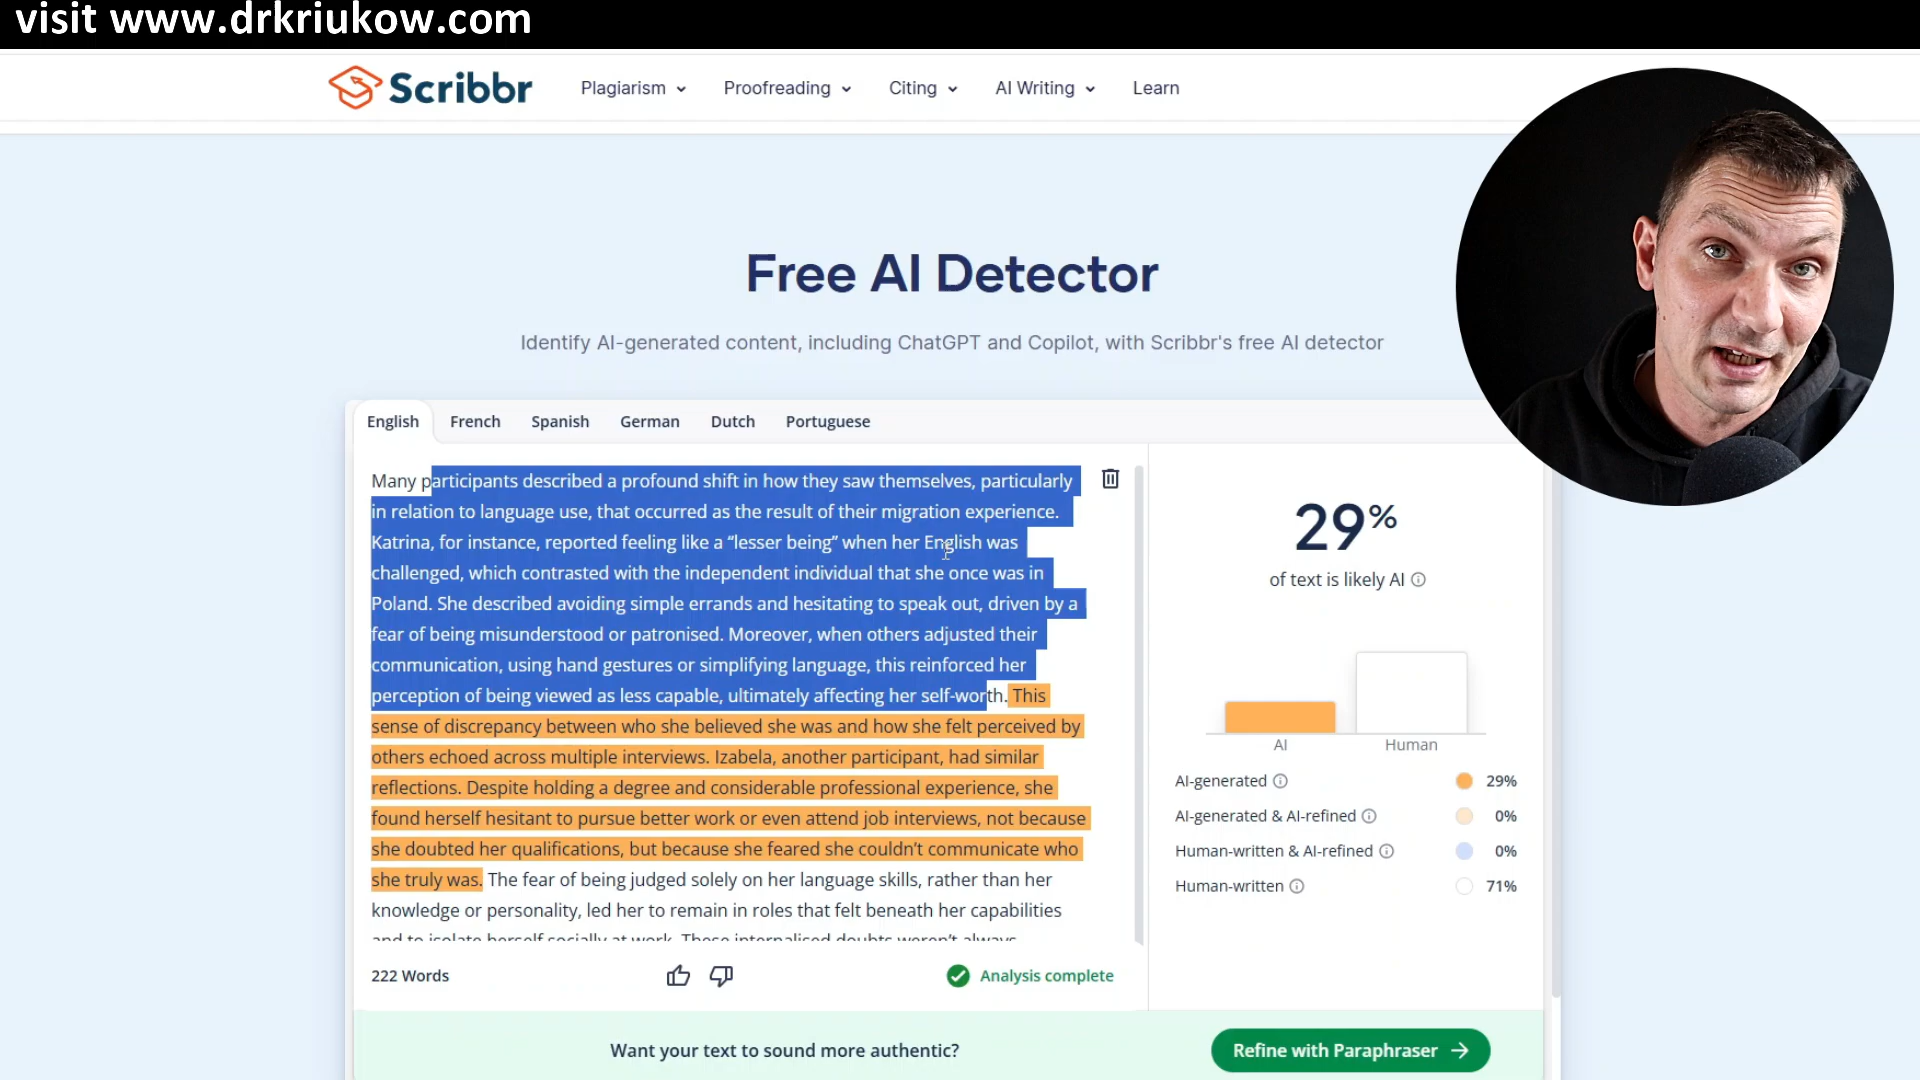 visit www.drkriukow.com
Scribbr
Plagiarism
Proofreading
Citing
AI Writing
Learn
Free AI Detector
Identify AI-generated content, including ChatGPT and Copilot, with Scribbr's free AI detector
English
French
Spanish
German
Dutch
Portuguese
Many participants described a profound shift in how they saw themselves, particularly
in relation to language use, that occurred as the result of their migration experience.
Katrina, for instance, reported feeling like a “lesser being” when her English was
challenged, which contrasted with the independent individual that she once was in
Poland. She described avoiding simple errands and hesitating to speak out, driven by a
fear of being misunderstood or patronised. Moreover, when others adjusted their
communication, using hand gestures or simplifying language, this reinforced her
perception of being viewed as less capable, ultimately affecting her self-worth. This
sense of discrepancy between who she believed she was and how she felt perceived by
others echoed across multiple interviews. Izabela, another participant, had similar
reflections. Despite holding a degree and considerable professional experience, she
found herself hesitant to pursue better work or even attend job interviews, not because
she doubted her qualifications, but because she feared she couldn’t communicate who
she truly was. The fear of being judged solely on her language skills, rather than her
knowledge or personality, led her to remain in roles that felt beneath her capabilities
and to isolate herself socially at work. These internalised doubts weren’t always
222 Words
Analysis complete
29%
of text is likely AI
AI
Human
AI-generated 29%
AI-generated & AI-refined 0%
Human-written & AI-refined 0%
Human-written 71%
Want your text to sound more authentic?
Refine with Paraphraser